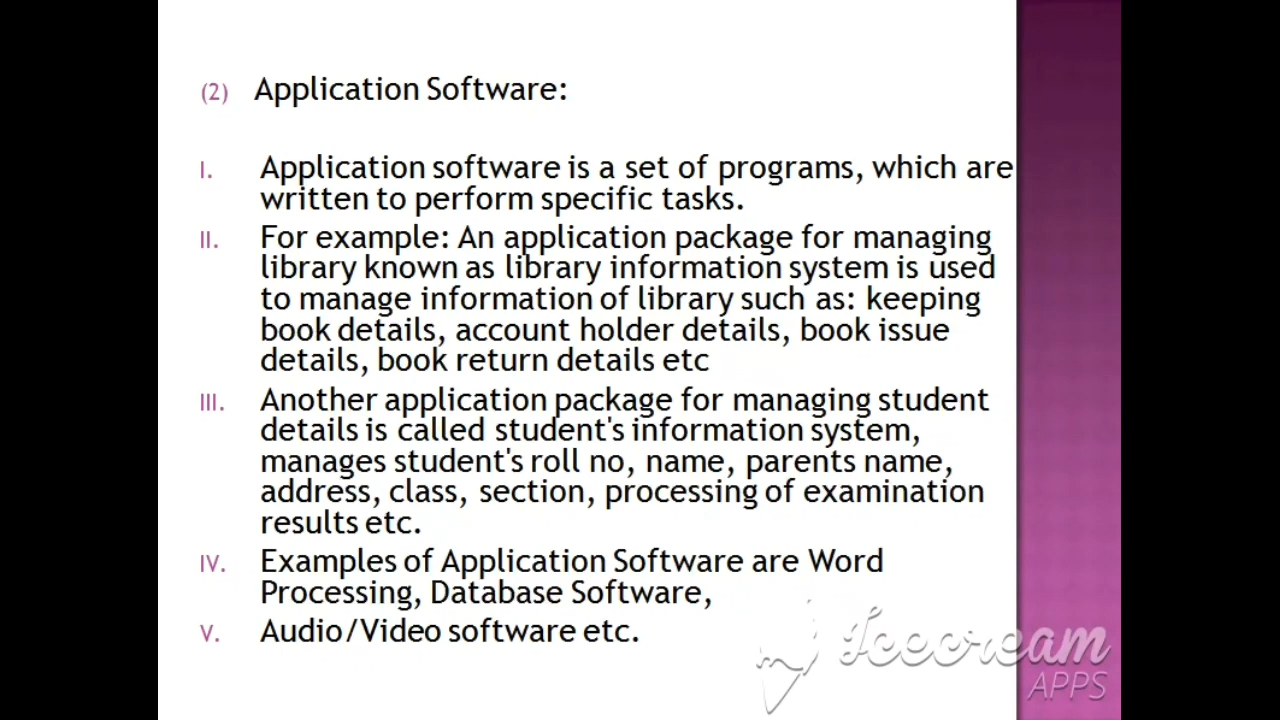 (2) Application Software:
I. Application software is a set of programs, which are
written to perform specific tasks.
II. For example: An application package for managing
library known as library information system is used
to manage information of library such as: keeping
book details, account holder details, book issue
details, book return details etc
III. Another application package for managing student
details is called student's information system,
manages student's roll no, name, parents name,
address, class, section, processing of examination
results etc.
IV. Examples of Application Software are Word
Processing, Database Software,
V. Audio/Video software etc.
Icecream
APPS